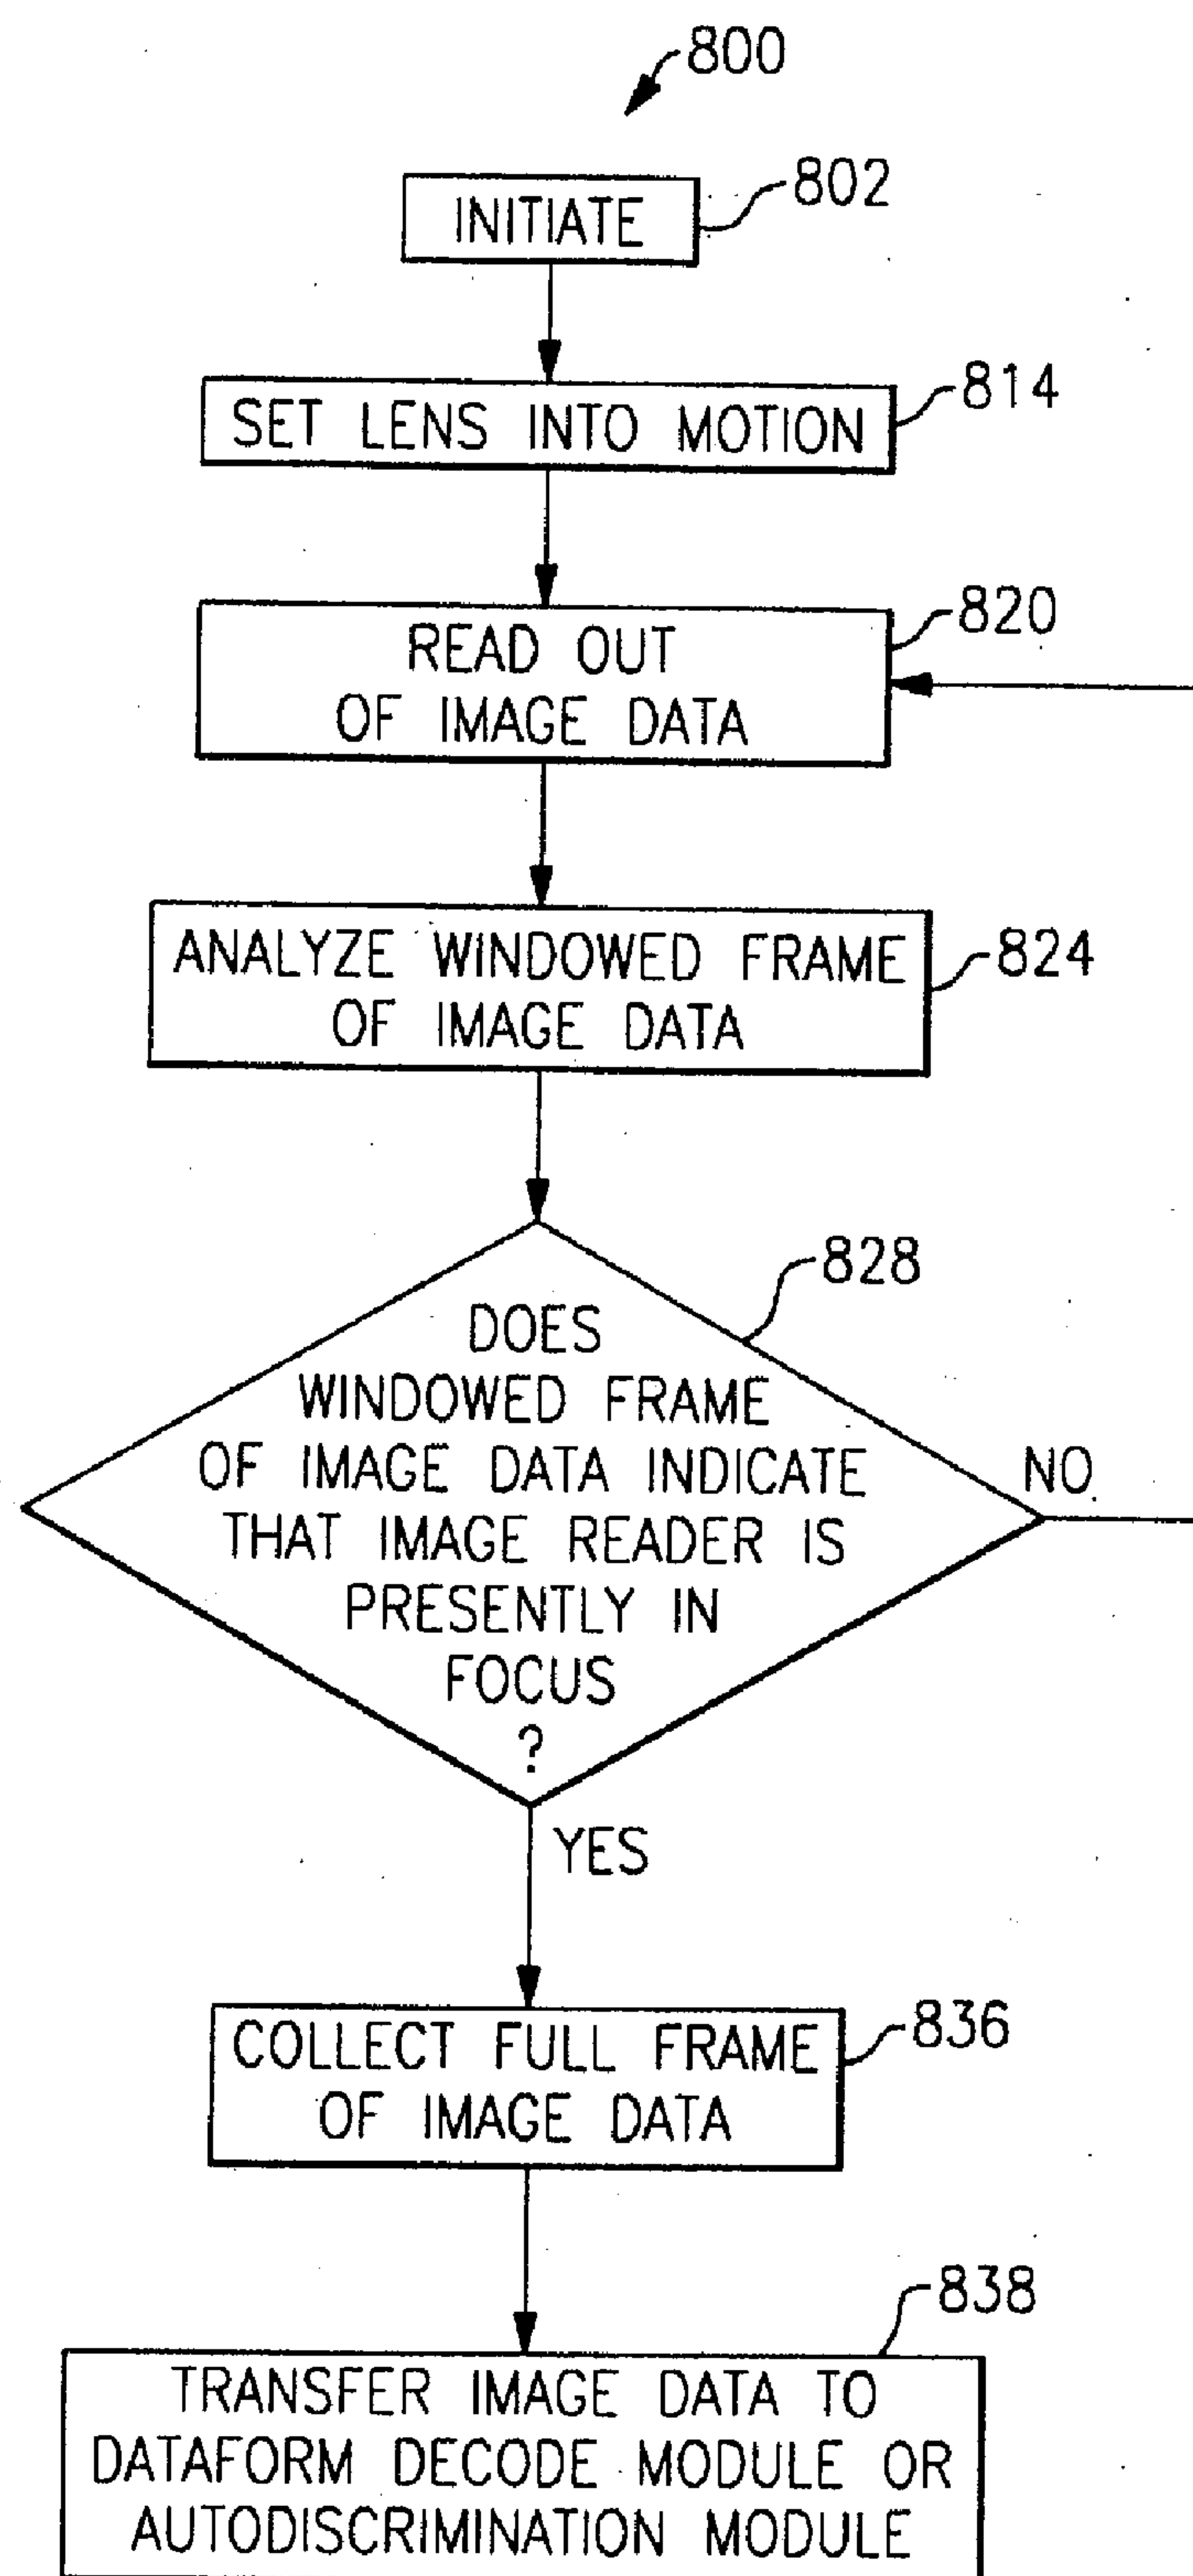 800
INITIATE
802
SET LENS INTO MOTION
814
READ OUT
OF IMAGE DATA
820
ANALYZE WINDOWED FRAME
OF IMAGE DATA
824
DOES
WINDOWED FRAME
OF IMAGE DATA INDICATE
THAT IMAGE READER IS
PRESENTLY IN
FOCUS
?
828
NO
YES
COLLECT FULL FRAME
OF IMAGE DATA
836
TRANSFER IMAGE DATA TO
DATAFORM DECODE MODULE OR
AUTODISCRIMINATION MODULE
838